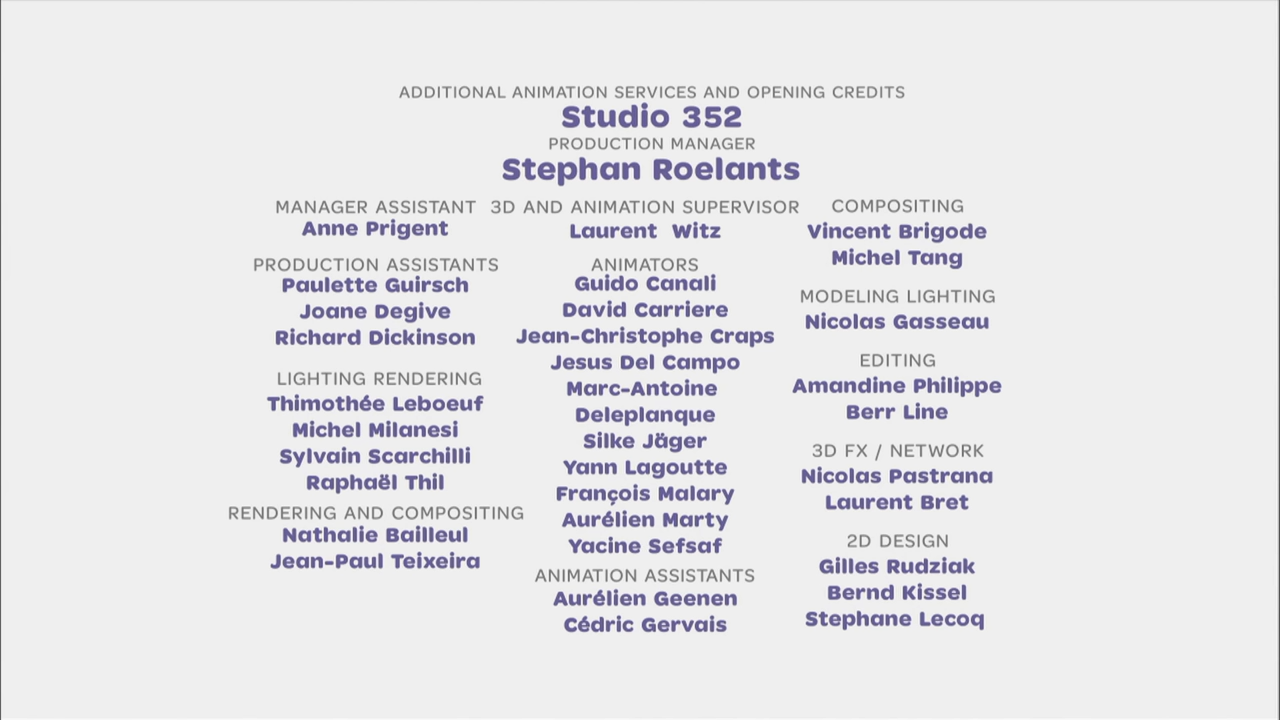 ADDITIONAL ANIMATION SERVICES AND OPENING CREDITS
Studio 352
PRODUCTION MANAGER
Stephan Roelants
MANAGER ASSISTANT
Anne Prigent
PRODUCTION ASSISTANTS
Paulette Guirsch
Joane Degive
Richard Dickinson
LIGHTING RENDERING
Thimothée Leboeuf
Michel Milanesi
Sylvain Scarchilli
Raphaël Thil
RENDERING AND COMPOSITING
Nathalie Bailleul
Jean-Paul Teixeira
3D AND ANIMATION SUPERVISOR
Laurent Witz
ANIMATORS
Guido Canali
David Carriere
Jean-Christophe Craps
Jesus Del Campo
Marc-Antoine
Deleplanque
Silke Jäger
Yann Lagoutte
François Malary
Aurélien Marty
Yacine Sefsaf
ANIMATION ASSISTANTS
Aurélien Geenen
Cédric Gervais
COMPOSITING
Vincent Brigode
Michel Tang
MODELING LIGHTING
Nicolas Gasseau
EDITING
Amandine Philippe
Berr Line
3D FX / NETWORK
Nicolas Pastrana
Laurent Bret
2D DESIGN
Gilles Rudziak
Bernd Kissel
Stephane Lecoq